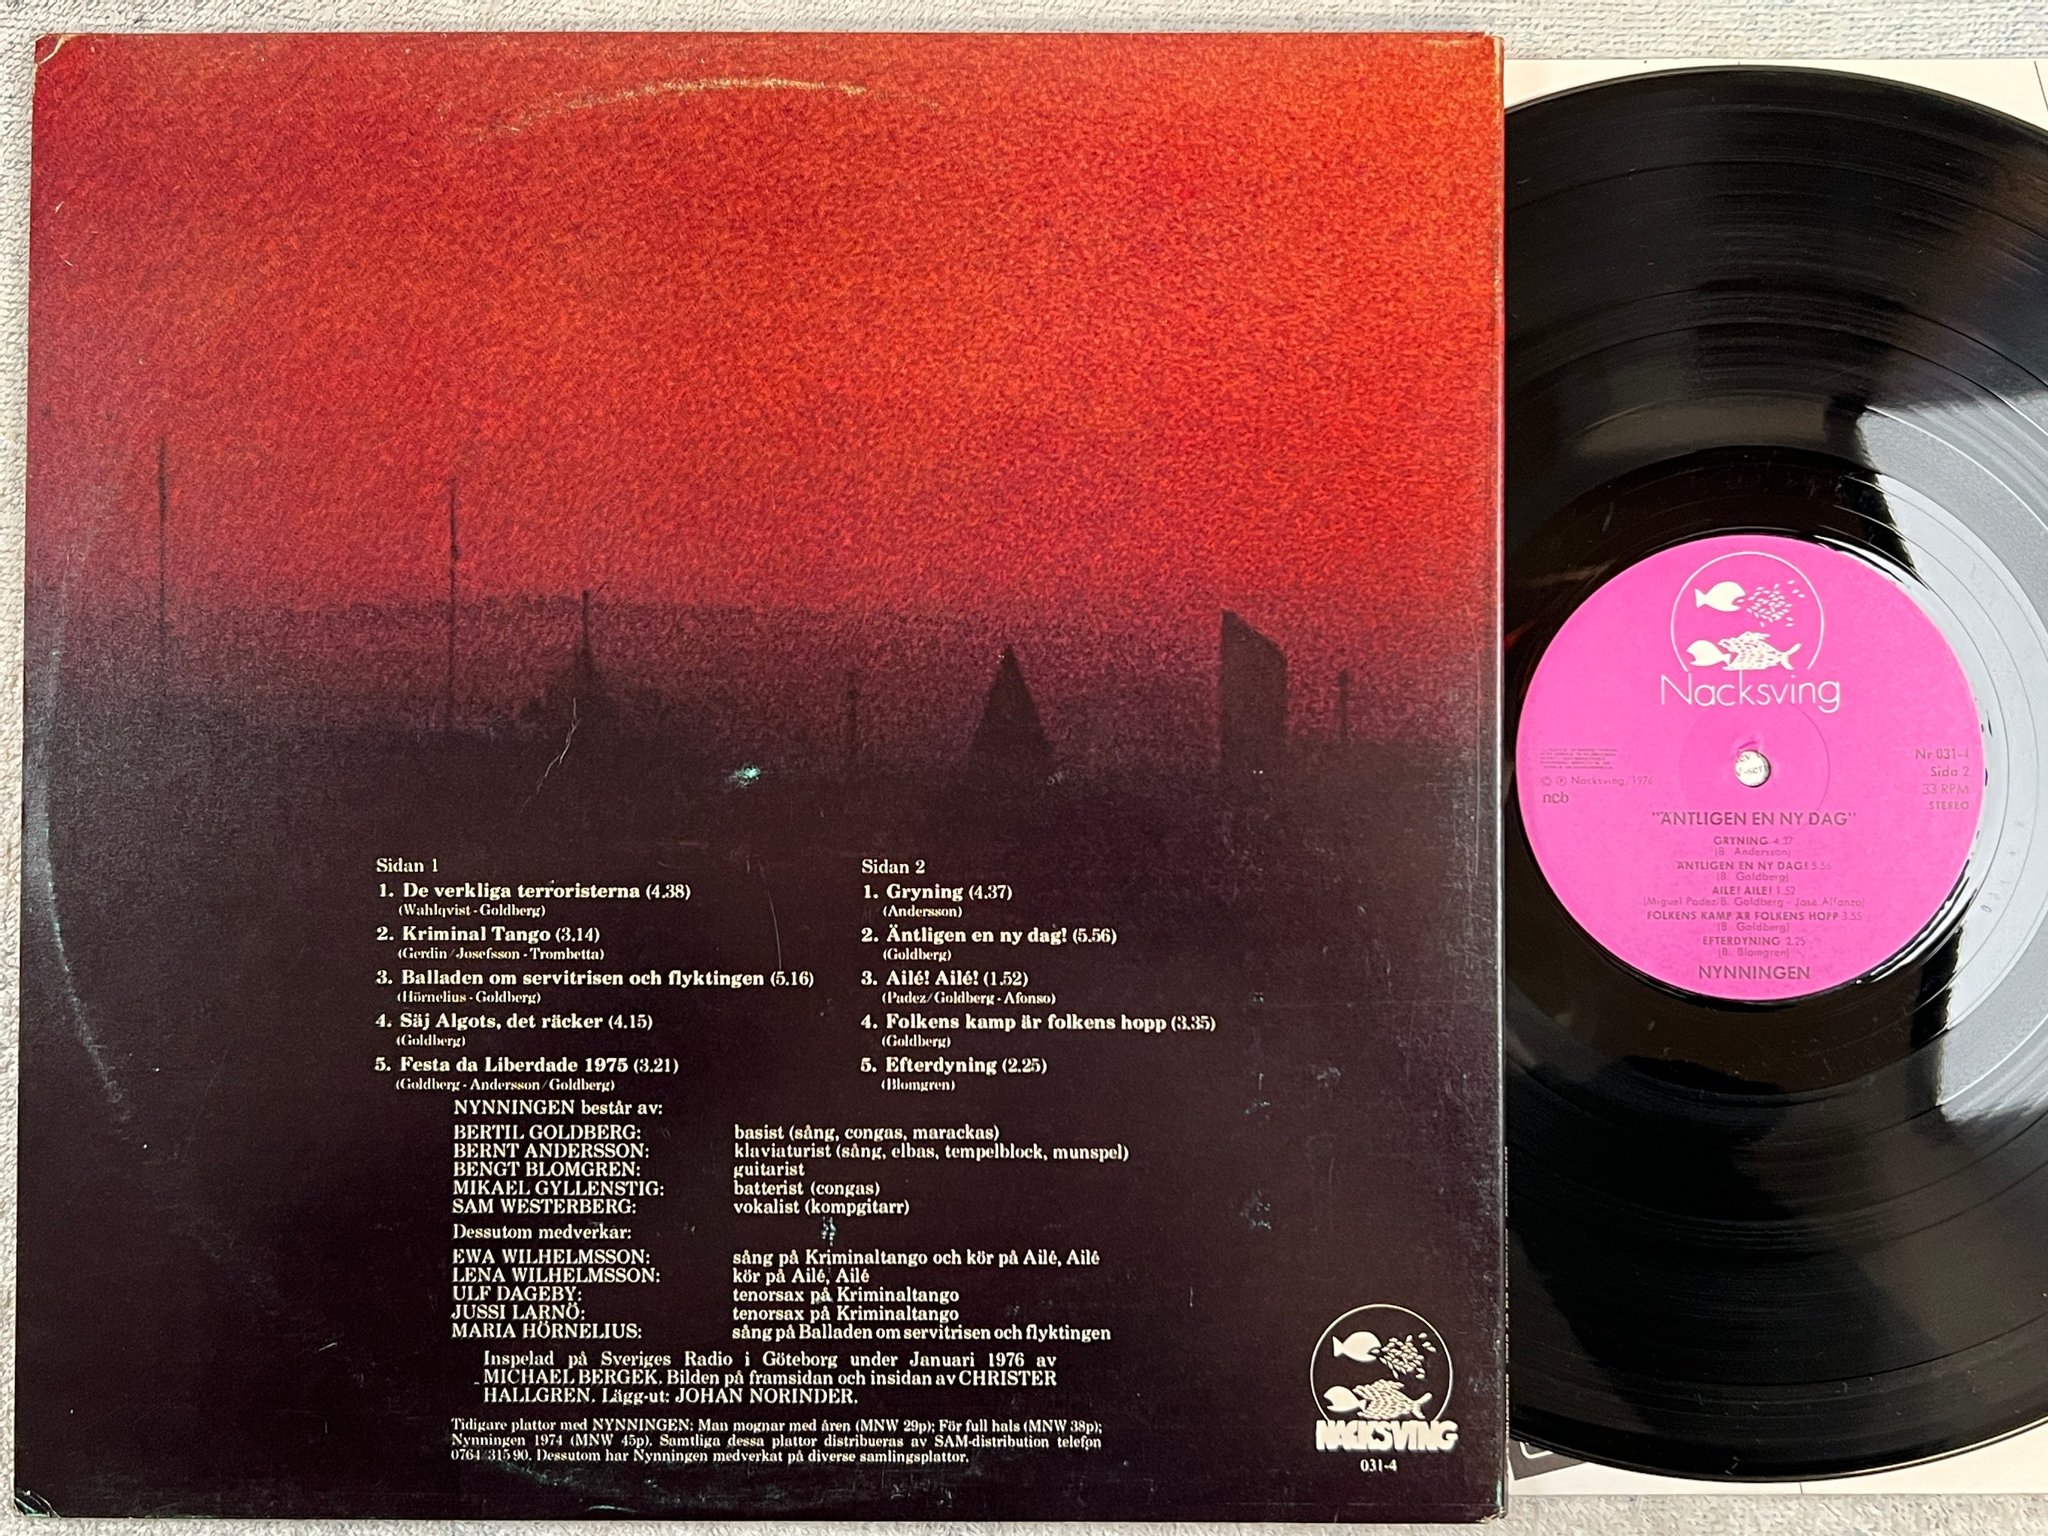 Sidan 1
1. De verkliga terroristerna (4.38)
(Wahlqvist - Goldberg)
2. Kriminal Tango (3.14)
(Gerdin/Josefsson - Trombetta)
3. Balladen om servitrisen och flyktingen (5.16)
(Hörnelius - Goldberg)
4. Säj Algots, det räcker (4.15)
(Goldberg)
5. Festa da Liberdade 1975 (3.21)
(Goldberg - Andersson/Goldberg)
Sidan 2
1. Gryning (4.37)
(Andersson)
2. Äntligen en ny dag! (5.56)
(Goldberg)
3. Ailé! Ailé! (1.52)
(Padez/Goldberg - Afonso)
4. Folkens kamp är folkens hopp (3.35)
(Goldberg)
5. Efterdyning (2.25)
(Blomgren)
NYNNINGEN består av:
BERTIL GOLDBERG: basist (sång, congas, marackas)
BERNT ANDERSSON: klaviaturist (sång, elbas, tempelblock, munspel)
BENGT BLOMGREN: guitarist
MIKAEL GYLLENSTIG: batterist (congas)
SAM WESTERBERG: vokalist (kompgitarr)
Dessutom medverkar:
EWA WILHELMSSON: sång på Kriminaltango och kör på Ailé, Ailé
LENA WILHELMSSON: kör på Ailé, Ailé
ULF DAGEBY: tenorsax på Kriminaltango
JUSSI LARNÖ: tenorsax på Kriminaltango
MARIA HÖRNELIUS: sång på Balladen om servitrisen och flyktingen
Inspelad på Sveriges Radio i Göteborg under Januari 1976 av
MICHAEL BERGEK. Bilden på framsidan och insidan av CHRISTER
HALLGREN. Lägg-ut: JOHAN NORINDER.
Tidigare plattor med NYNNINGEN: Man mognar med åren (MNW 29p); För full hals (MNW 38p);
Nynningen 1974 (MNW 45p). Samtliga dessa plattor distribueras av SAM-distribution telefon
0764/315 90. Dessutom har Nynningen medverkat på diverse samlingsplattor.
NACKSVING
031-4
Nacksving
Nr 031-4
Sida 2
33 RPM
STEREO
© ℗ Nacksving, 1976
ncb
"ÄNTLIGEN EN NY DAG"
GRYNING 4.37
(B. Andersson)
ÄNTLIGEN EN NY DAG! 5.56
(B. Goldberg)
AILE! AILE! 1.52
(Miguel Padez/B. Goldberg - José Alfanzo)
FOLKENS KAMP ÄR FOLKENS HOPP 3.55
(B. Goldberg)
EFTERDYNING 2.25
(B. Blomgren)
NYNNINGEN